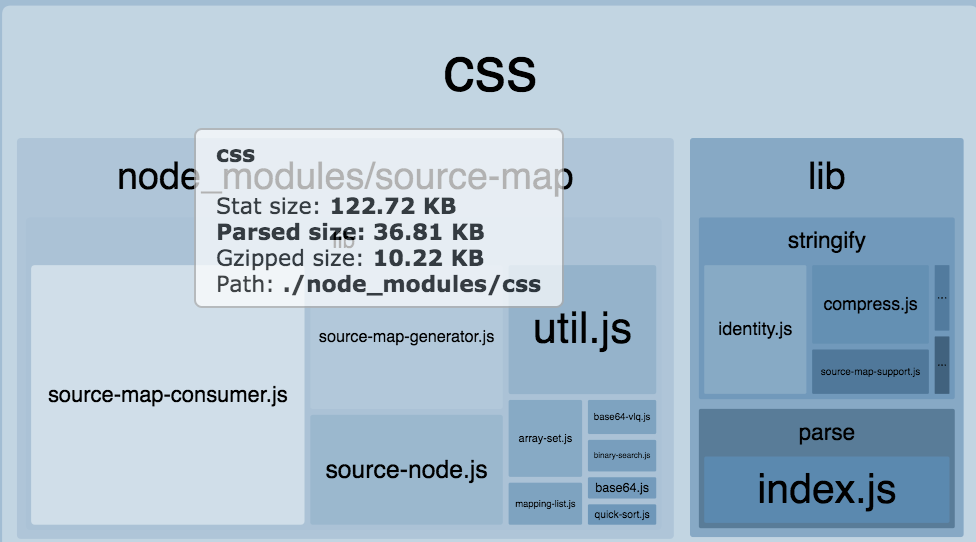 css
node_modules/source-map
css
Stat size: 122.72 KB
Parsed size: 36.81 KB
Gzipped size: 10.22 KB
Path: ./node_modules/css
lib
source-map-consumer.js
source-map-generator.js
source-node.js
util.js
array-set.js
mapping-list.js
base64-vlq.js
binary-search.js
base64.js
quick-sort.js
lib
stringify
identity.js
compress.js
source-map-support.js
...
...
parse
index.js